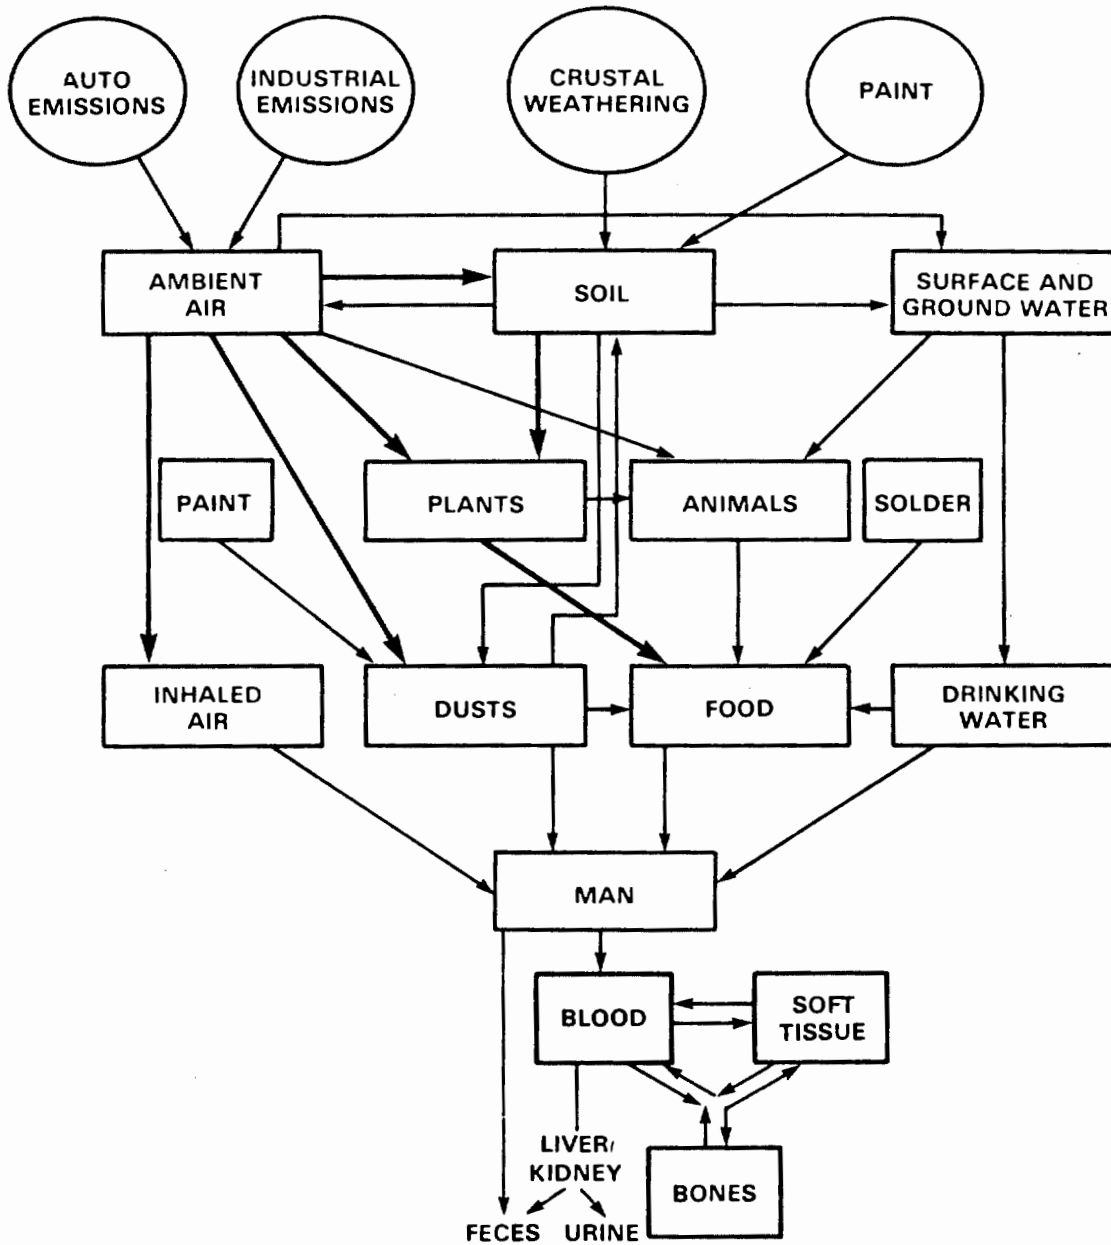 AUTO
EMISSIONS
INDUSTRIAL
EMISSIONS
CRUSTAL
WEATHERING
PAINT
AMBIENT
AIR
SOIL
SURFACE AND
GROUND WATER
PAINT
PLANTS
ANIMALS
SOLDER
INHALED
AIR
DUSTS
FOOD
DRINKING
WATER
MAN
BLOOD
SOFT
TISSUE
LIVER/
KIDNEY
BONES
FECES
URINE